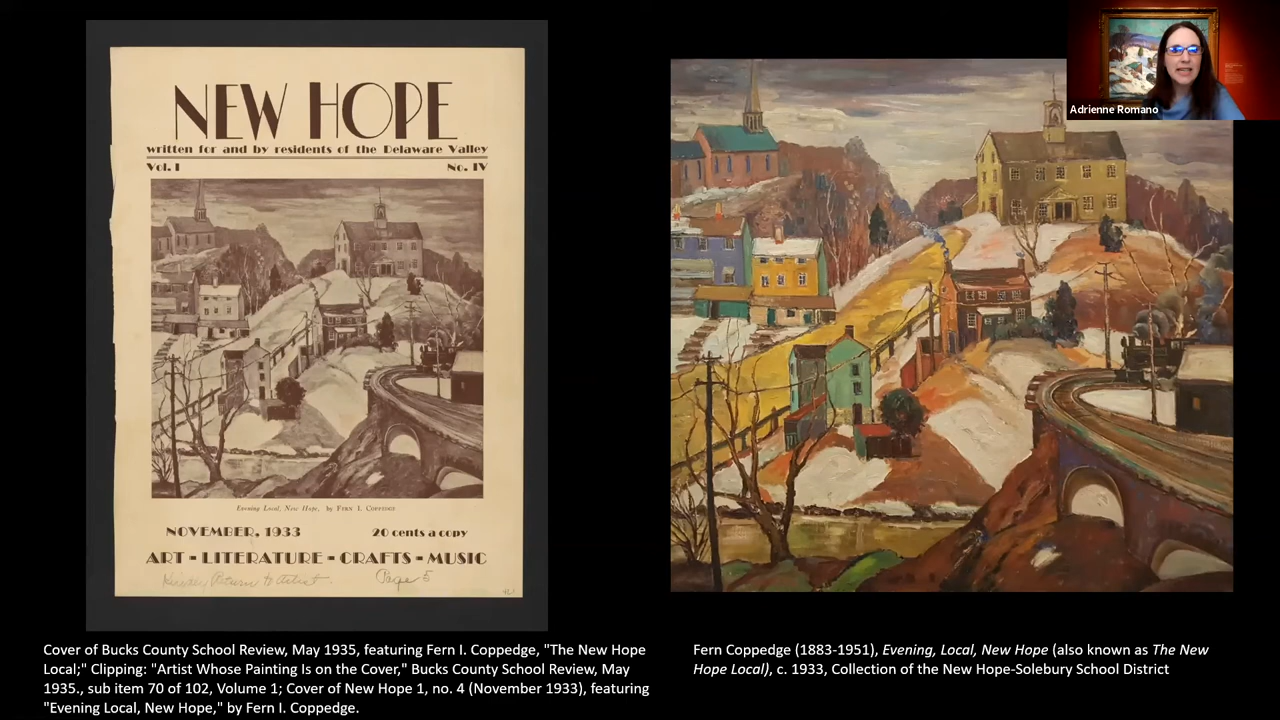 NEW HOPE
written for and by residents of the Delaware Valley
Vol. I No. IV
Evening Local, New Hope, by FERN I. COPPEDGE
NOVEMBER, 1933 20 cents a copy
ART - LITERATURE - CRAFTS - MUSIC
Return to Artist. Page 5
Adrienne Romano
Cover of Bucks County School Review, May 1935, featuring Fern I. Coppedge, "The New Hope
Local;" Clipping: "Artist Whose Painting Is on the Cover," Bucks County School Review, May
1935., sub item 70 of 102, Volume 1; Cover of New Hope 1, no. 4 (November 1933), featuring
"Evening Local, New Hope," by Fern I. Coppedge.
Fern Coppedge (1883-1951), Evening, Local, New Hope (also known as The New
Hope Local), c. 1933, Collection of the New Hope-Solebury School District